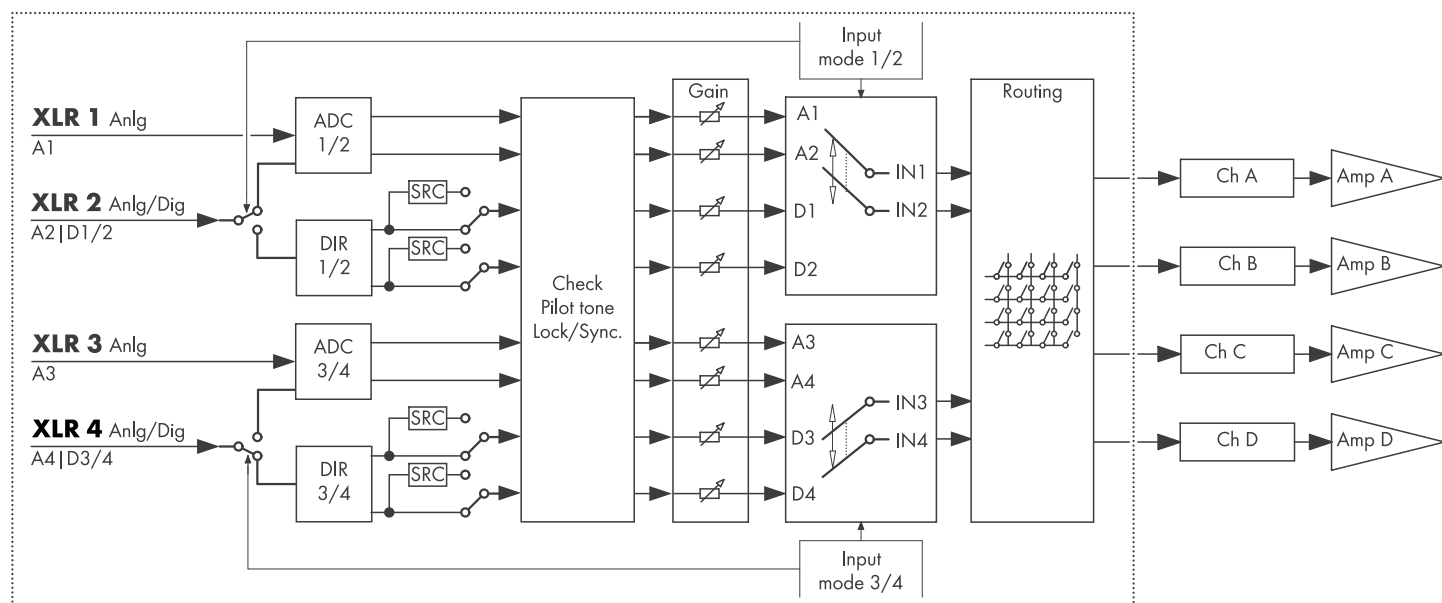 Input
mode 1/2
Gain
Routing
XLR 1 Anlg
A1
ADC
1/2
A1
A2
IN1
Ch A
Amp A
XLR 2 Anlg/Dig
A2|D1/2
SRC
D1
IN2
DIR
1/2
SRC
D2
Ch B
Amp B
Check
Pilot tone
Lock/Sync.
XLR 3 Anlg
A3
ADC
3/4
A3
A4
IN3
Ch C
Amp C
XLR 4 Anlg/Dig
A4|D3/4
SRC
D3
IN4
Ch D
Amp D
DIR
3/4
SRC
D4
Input
mode 3/4